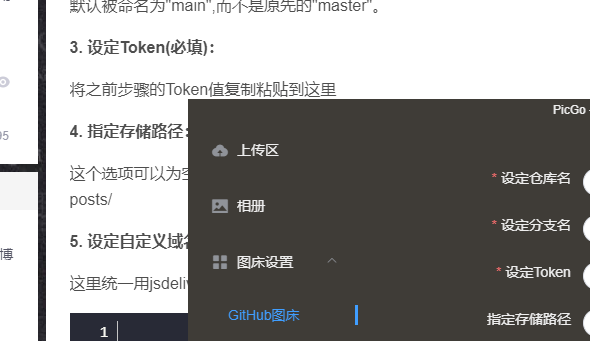 默认被命名为"main",而不是原先的"master"。
3. 设定Token(必填)：
将之前步骤的Token值复制粘贴到这里
PicGo
4. 指定存储路径：
上传区
* 设定仓库名
这个选项可以为
posts/
相册
* 设定分支名
5. 设定自定义域
博
图床设置
* 设定Token
这里统一用jsdeli
GitHub图床
指定存储路径
95
1